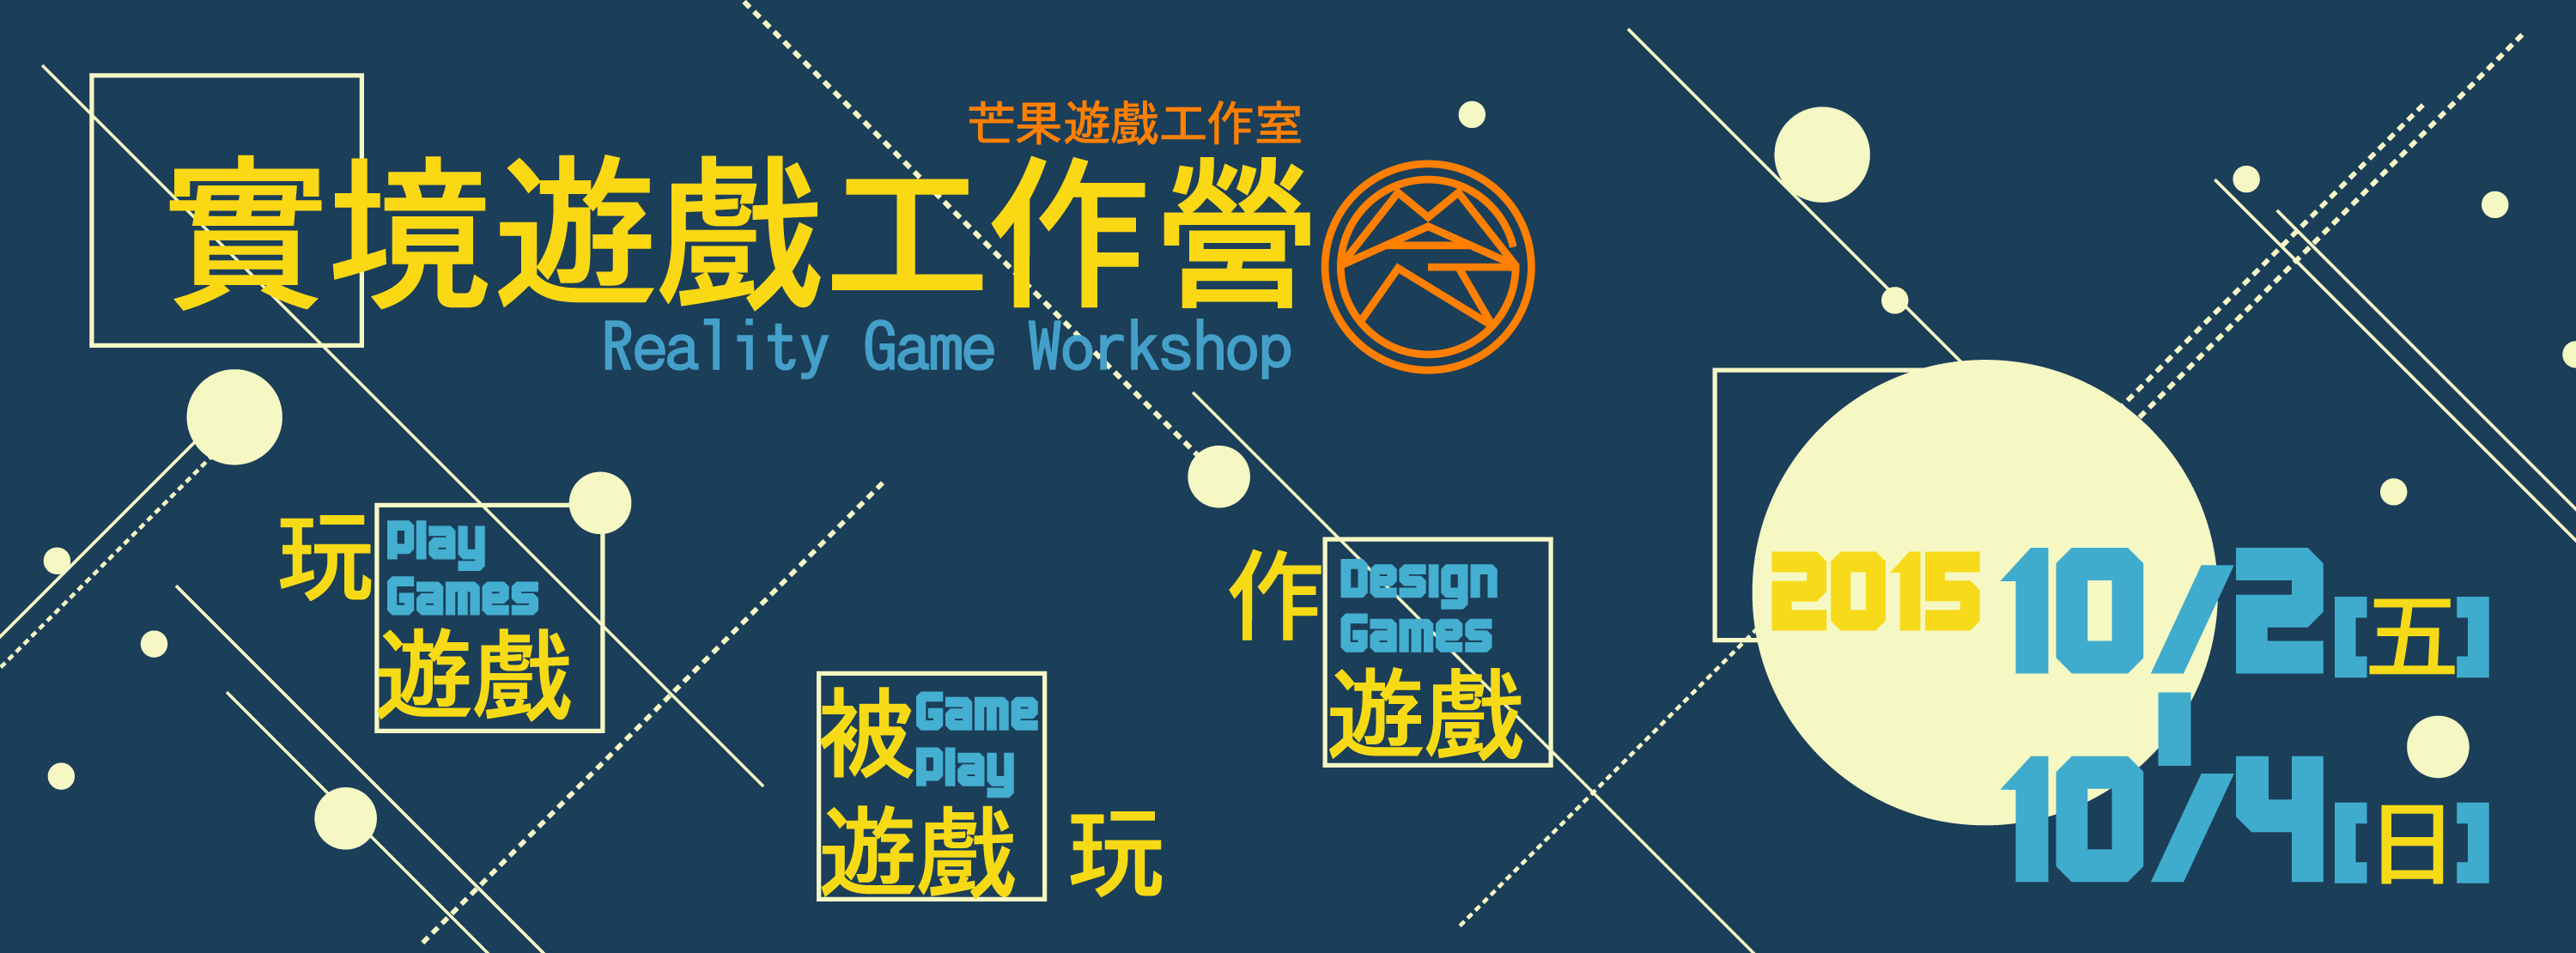 芒果遊戲工作室
實境遊戲工作營
Reality Game Workshop
玩
Play
Games
遊戲
被
Game
Play
遊戲
玩
作
Design
Games
遊戲
2015 10/2[五]
-
10/4[日]